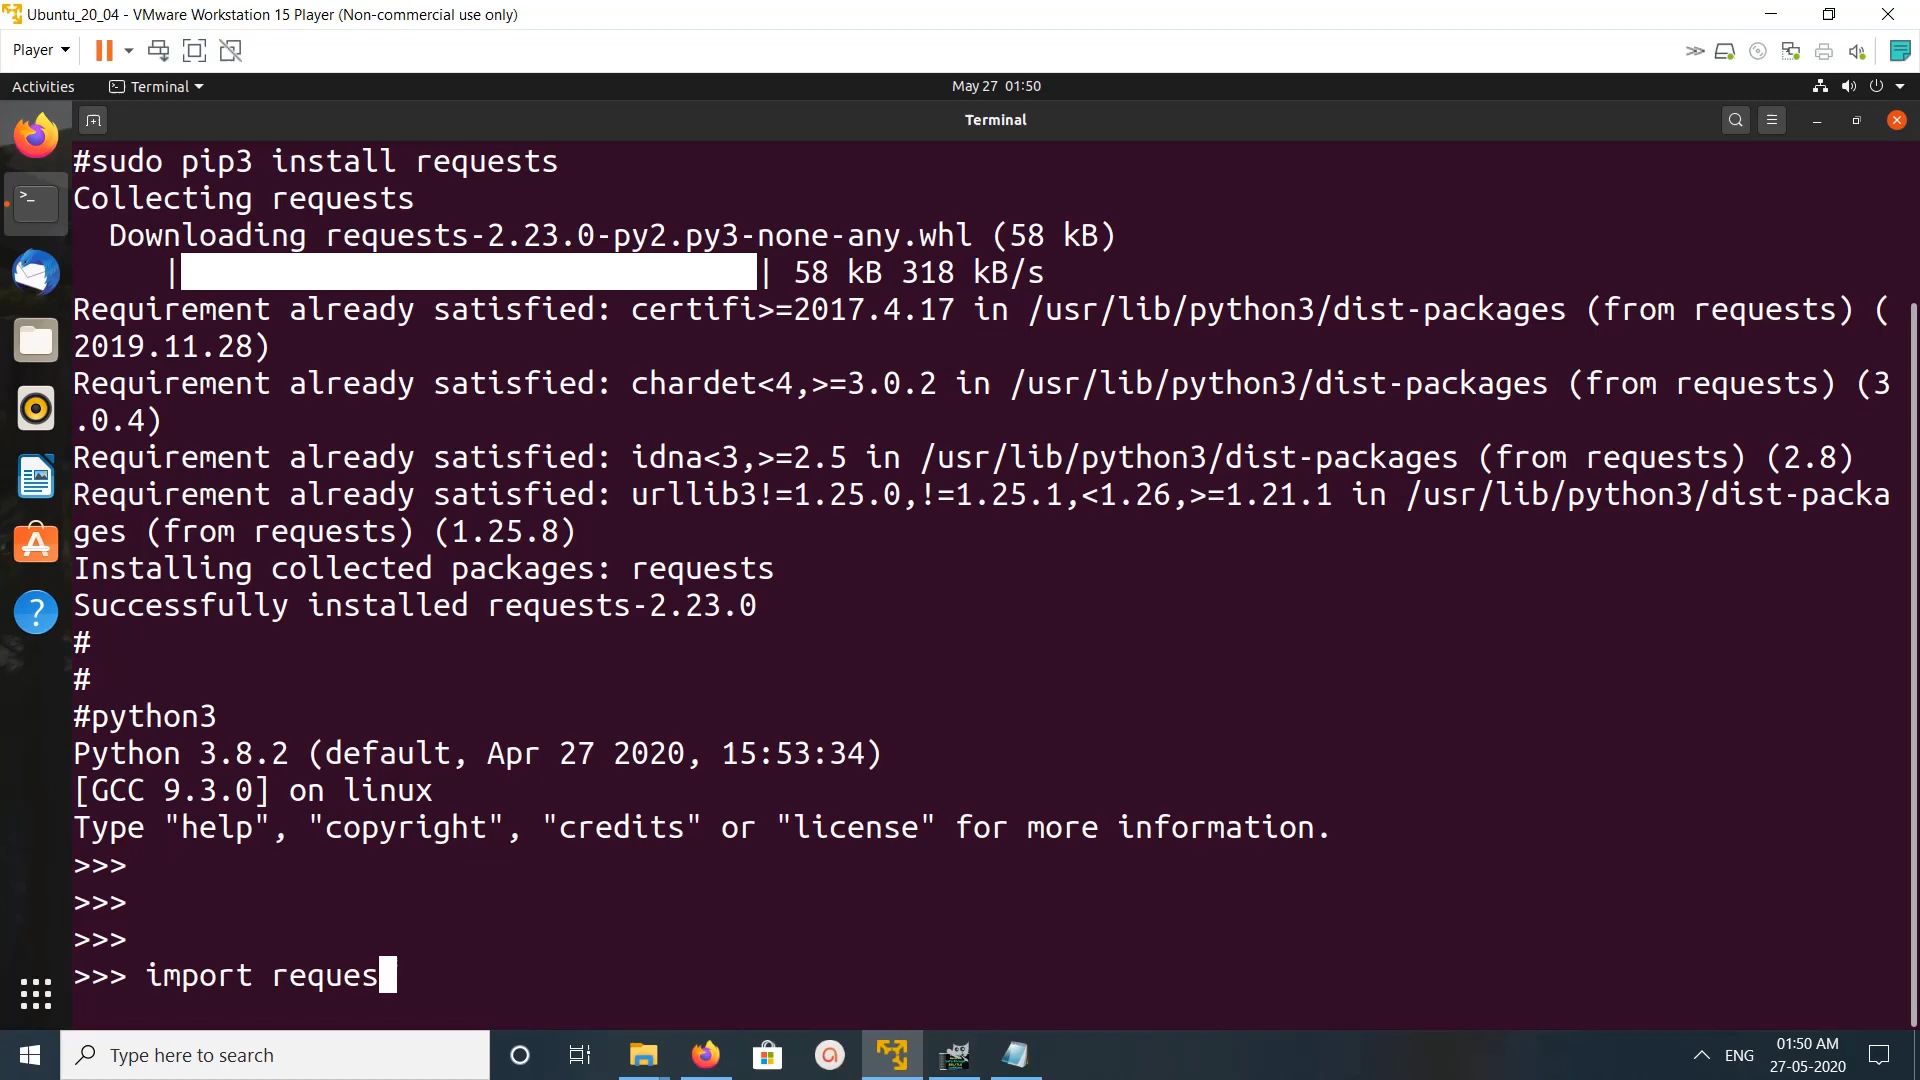 Ubuntu_20_04 - VMware Workstation 15 Player (Non-commercial use only)
Player
Activities
Terminal
May 27 01:50
Terminal
#sudo pip3 install requests
Collecting requests
Downloading requests-2.23.0-py2.py3-none-any.whl (58 kB)
| | 58 kB 318 kB/s
Requirement already satisfied: certifi>=2017.4.17 in /usr/lib/python3/dist-packages (from requests) (
2019.11.28)
Requirement already satisfied: chardet<4,>=3.0.2 in /usr/lib/python3/dist-packages (from requests) (3
.0.4)
Requirement already satisfied: idna<3,>=2.5 in /usr/lib/python3/dist-packages (from requests) (2.8)
Requirement already satisfied: urllib3!=1.25.0,!=1.25.1,<1.26,>=1.21.1 in /usr/lib/python3/dist-packa
ges (from requests) (1.25.8)
Installing collected packages: requests
Successfully installed requests-2.23.0
#
#
#python3
Python 3.8.2 (default, Apr 27 2020, 15:53:34)
[GCC 9.3.0] on linux
Type "help", "copyright", "credits" or "license" for more information.
>>>
>>>
>>>
>>> import reques
Type here to search
ENG
01:50 AM
27-05-2020